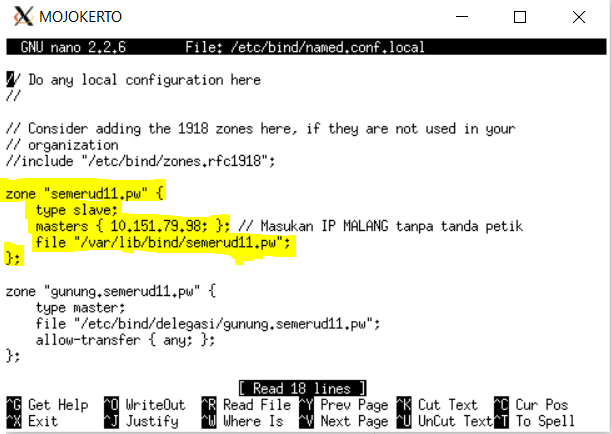 MOJOKERTO
GNU nano 2.2.6 File: /etc/bind/named.conf.local
// Do any local configuration here
//
// Consider adding the 1918 zones here, if they are not used in your
// organization
//include "/etc/bind/zones.rfc1918";
zone "semerud11.pw" {
    type slave;
    masters { 10.151.79.98; }; // Masukan IP MALANG tanpa tanda petik
    file "/var/lib/bind/semerud11.pw";
};
zone "gunung.semerud11.pw" {
    type master;
    file "/etc/bind/delegasi/gunung.semerud11.pw";
    allow-transfer { any; };
};
[ Read 18 lines ]
^G Get Help ^O WriteOut ^R Read File ^Y Prev Page ^K Cut Text ^C Cur Pos
^X Exit ^J Justify ^W Where Is ^V Next Page ^U UnCut Text ^T To Spell